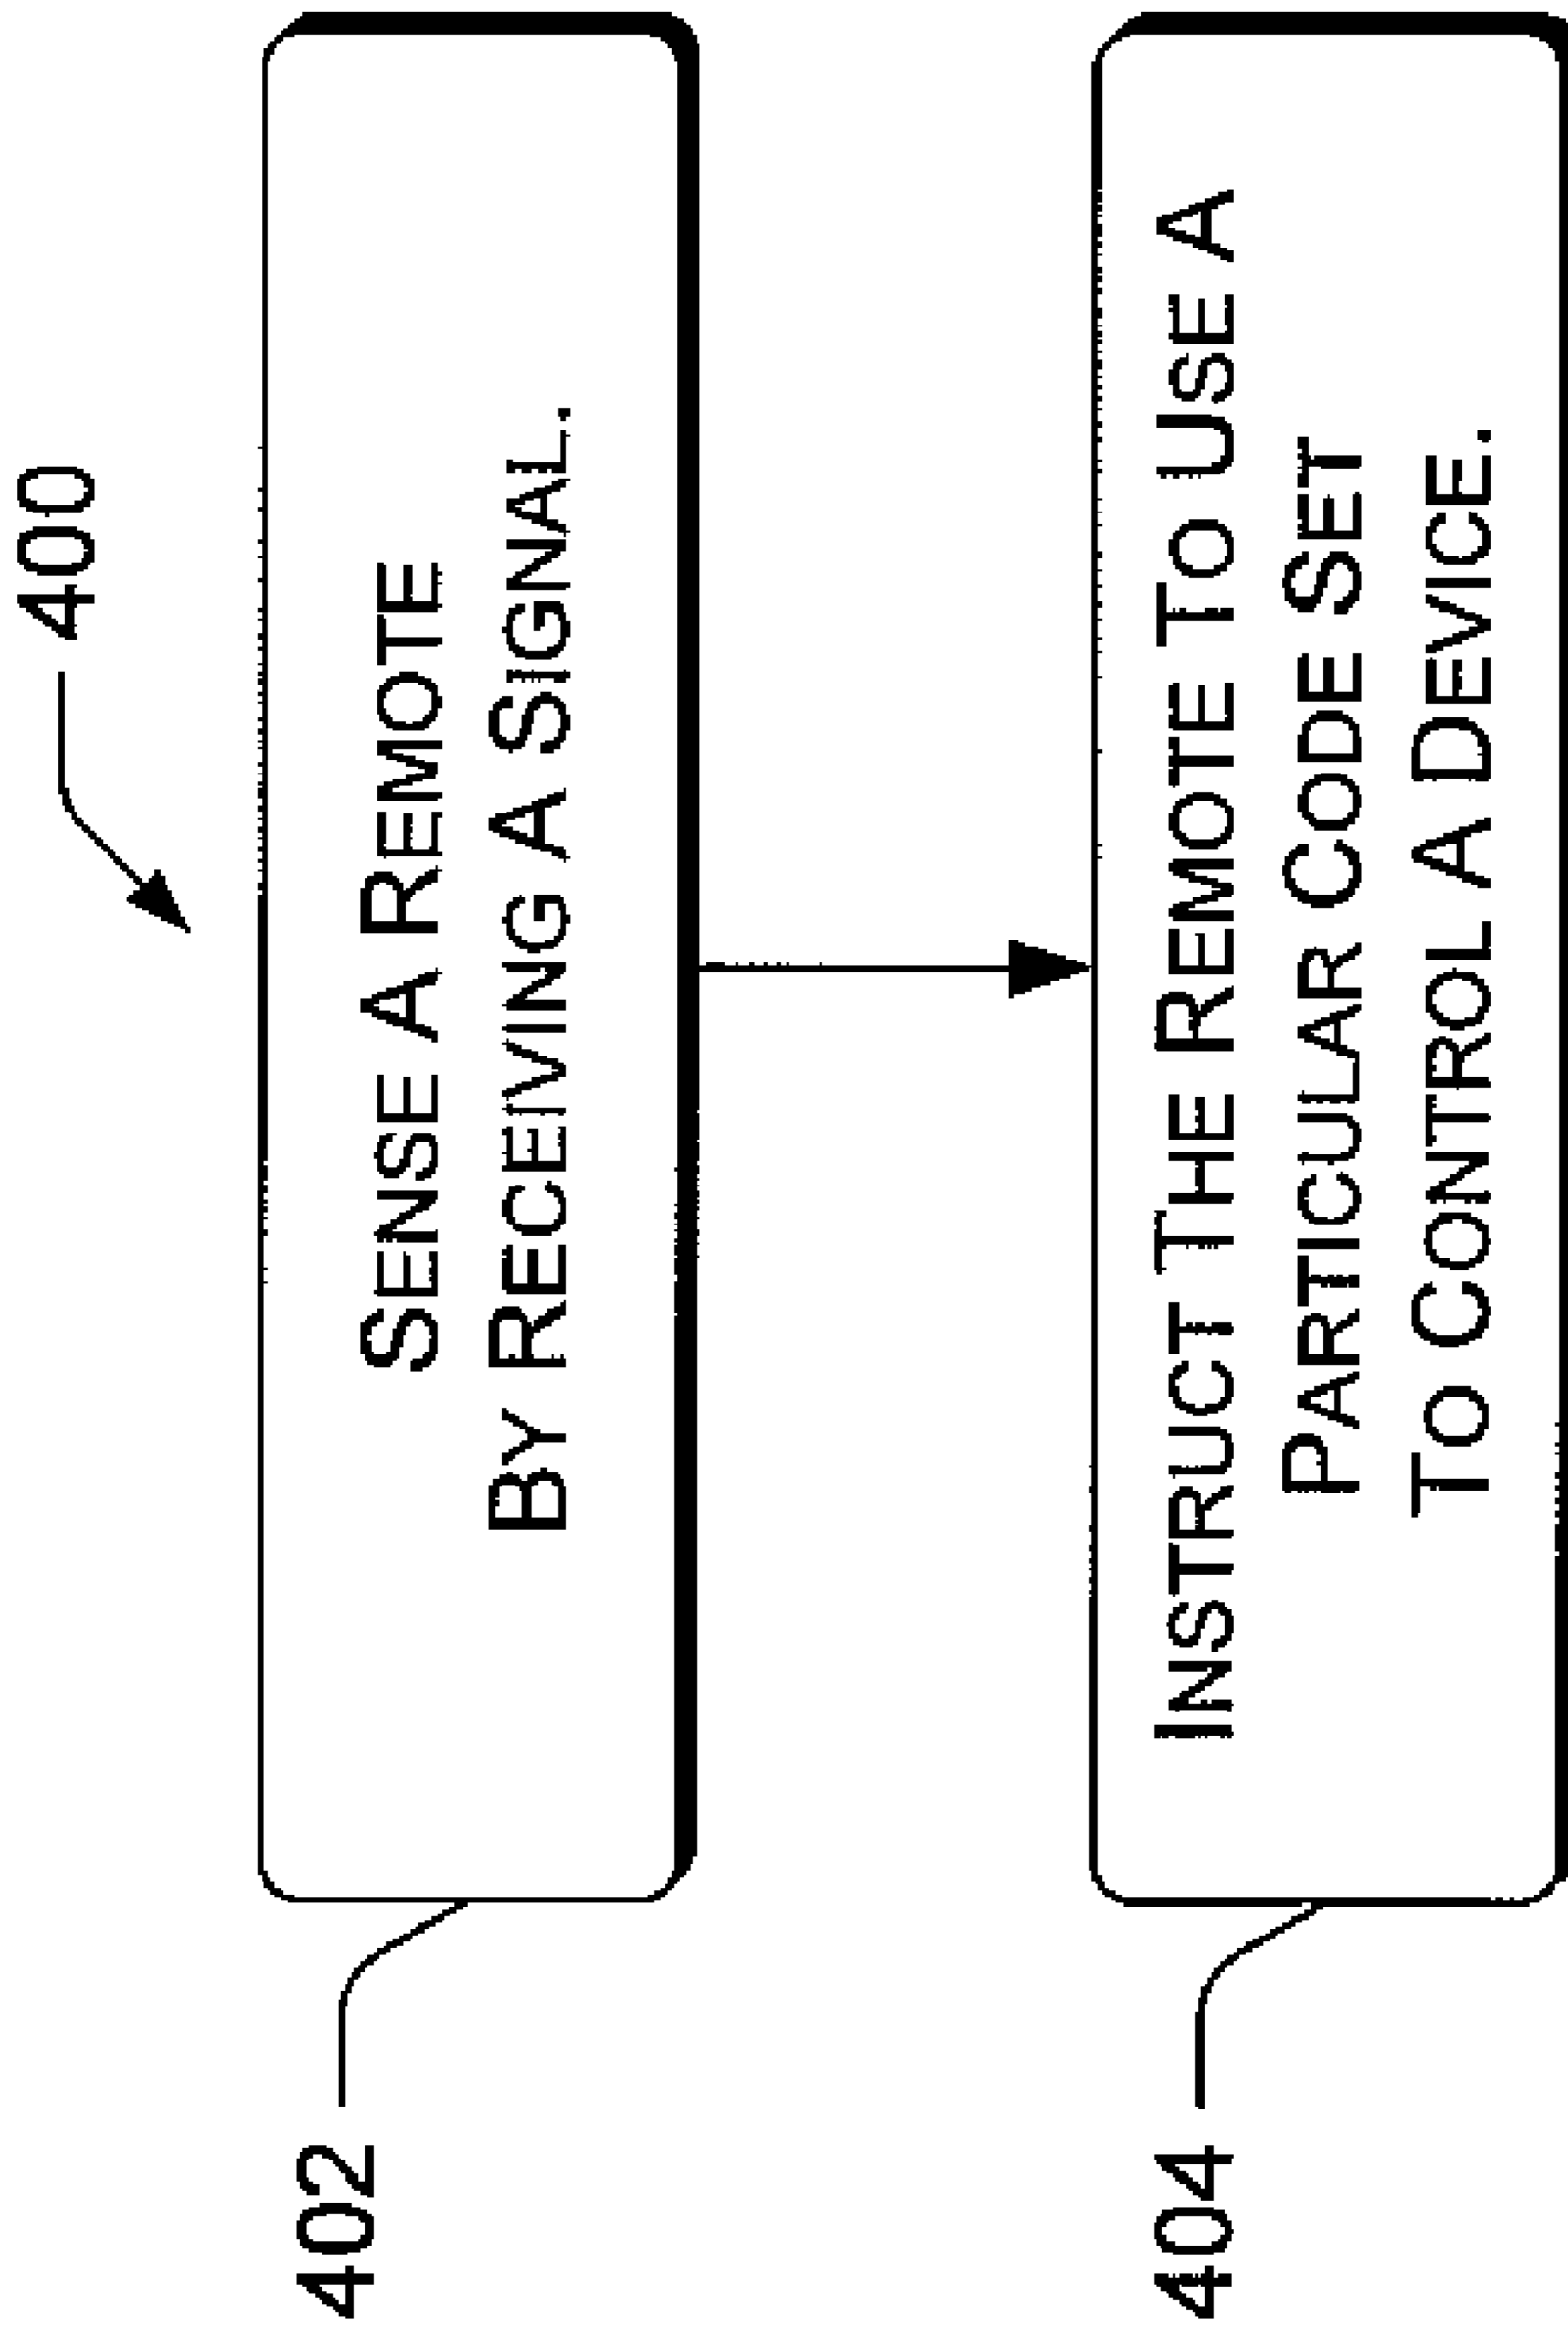 400
402
SENSE A REMOTE
BY RECEIVING A SIGNAL.
404
INSTRUCT THE REMOTE TO USE A
PARTICULAR CODE SET
TO CONTROL A DEVICE.